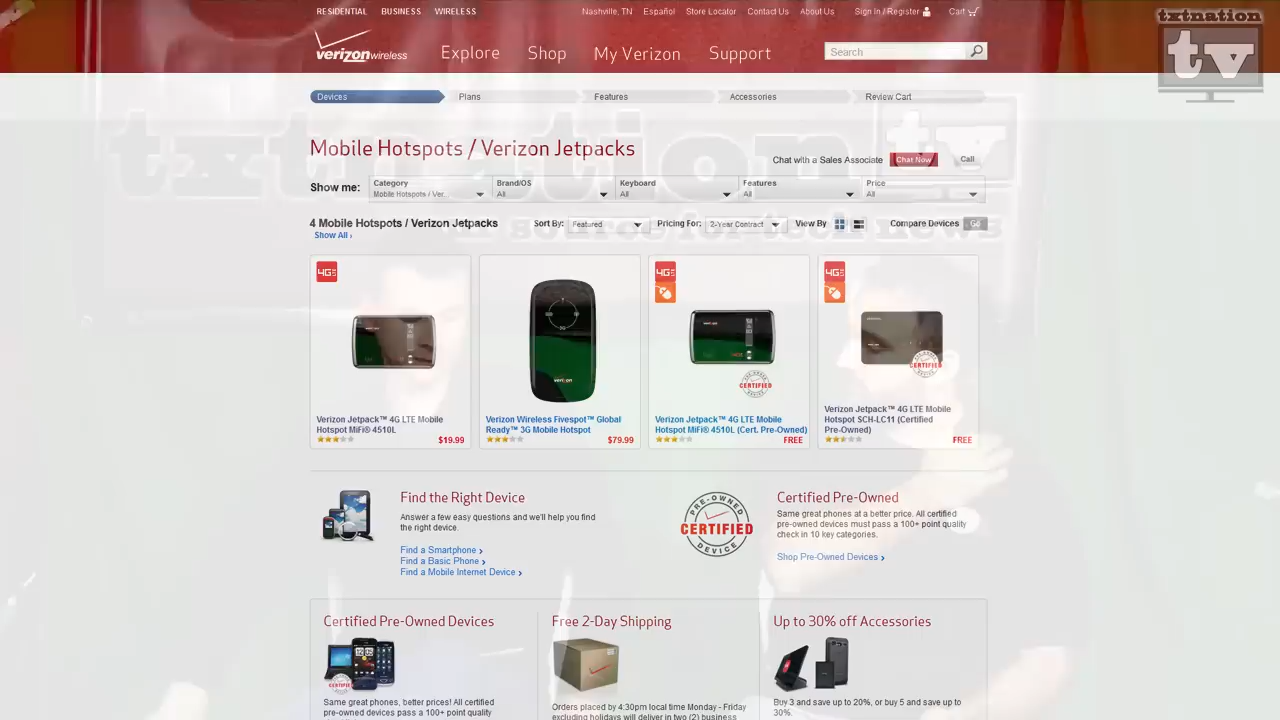 RESIDENTIAL BUSINESS WIRELESS
Nashville, TN Español Store Locator Contact Us About Us Sign In / Register Cart
txtnation
tv
verizonwireless
Explore Shop My Verizon Support
Search
Devices Plans Features Accessories Review Cart
Mobile Hotspots / Verizon Jetpacks
Chat with a Sales Associate Chat Now Call
Show me:
Category Brand/OS Keyboard Features Price
Mobile Hotspots / Ver... All All All All
4 Mobile Hotspots / Verizon Jetpacks
Sort By: Featured Pricing For: 2-Year Contract View By Compare Devices Go
Show All ›
4G
4G
4G
Verizon Jetpack™ 4G LTE Mobile
Hotspot MiFi® 4510L
$19.99
Verizon Wireless Fivespot™ Global
Ready™ 3G Mobile Hotspot
$79.99
CERTIFIED
Verizon Jetpack™ 4G LTE Mobile
Hotspot MiFi® 4510L (Cert. Pre-Owned)
FREE
CERTIFIED
Verizon Jetpack™ 4G LTE Mobile
Hotspot SCH-LC11 (Certified
Pre-Owned)
FREE
Find the Right Device
Answer a few easy questions and we'll help you find
the right device.
Find a Smartphone ›
Find a Basic Phone ›
Find a Mobile Internet Device ›
PRE-OWNED
CERTIFIED
DEVICE
Certified Pre-Owned
Same great phones at a better price. All certified
pre-owned devices must pass a 100+ point quality
check in 10 key categories.
Shop Pre-Owned Devices ›
Certified Pre-Owned Devices
CERTIFIED
Same great phones, better prices! All certified
pre-owned devices pass a 100+ point quality
Free 2-Day Shipping
Orders placed by 4:30pm local time Monday - Friday
excluding holidays will deliver in two (2) business
Up to 30% off Accessories
Buy 3 and save up to 20%, or buy 5 and save up to
30%.